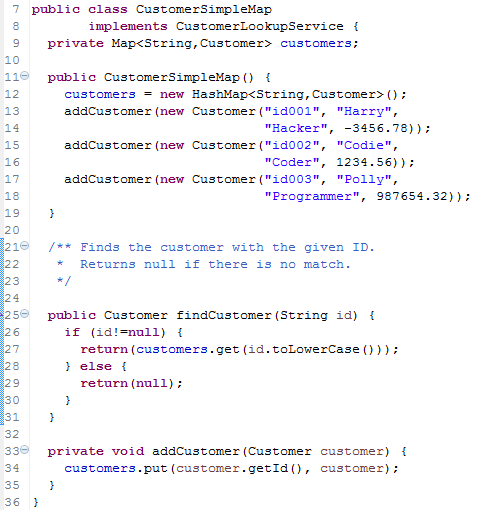 7 public class CustomerSimpleMap
8        implements CustomerLookupService {
9   private Map<String,Customer> customers;
10
11   public CustomerSimpleMap() {
12     customers = new HashMap<String,Customer>();
13     addCustomer(new Customer("id001", "Harry",
14                              "Hacker", -3456.78));
15     addCustomer(new Customer("id002", "Codie",
16                              "Coder", 1234.56));
17     addCustomer(new Customer("id003", "Polly",
18                              "Programmer", 987654.32));
19   }
20
21   /** Finds the customer with the given ID.
22    *  Returns null if there is no match.
23    */
24
25   public Customer findCustomer(String id) {
26     if (id!=null) {
27       return(customers.get(id.toLowerCase()));
28     } else {
29       return(null);
30     }
31   }
32
33   private void addCustomer(Customer customer) {
34     customers.put(customer.getId(), customer);
35   }
36 }